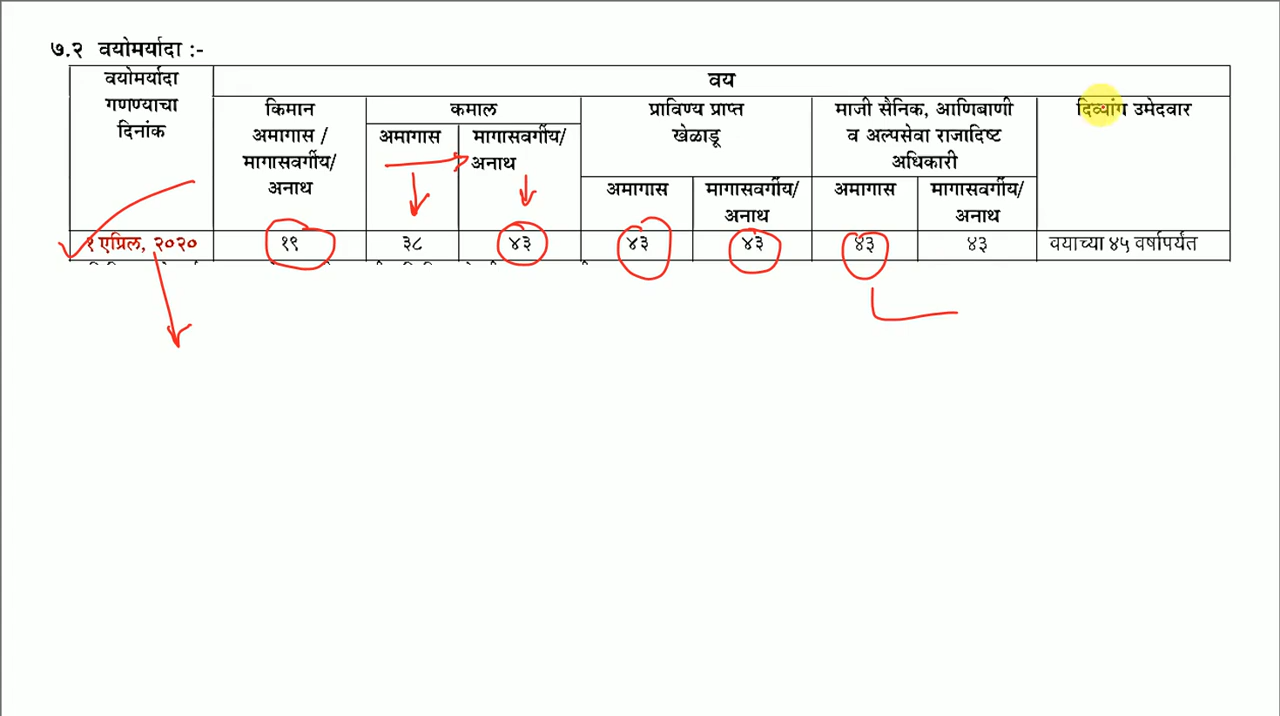 ७.२ वयोमर्यादा :-
वयोमर्यादा
गणण्याचा
दिनांक
वय
किमान
अमागास /
मागासवर्गीय/
अनाथ
कमाल
अमागास
मागासवर्गीय/
अनाथ
प्राविण्य प्राप्त
खेळाडू
अमागास
मागासवर्गीय/
अनाथ
माजी सैनिक, आणिबाणी
व अल्पसेवा राजादिष्ट
अधिकारी
अमागास
मागासवर्गीय/
अनाथ
दिव्यांग उमेदवार
१ एप्रिल, २०२० १९ ३८ ४३ ४३ ४३ ४३ ४३ वयाच्या ४५ वर्षापर्यंत